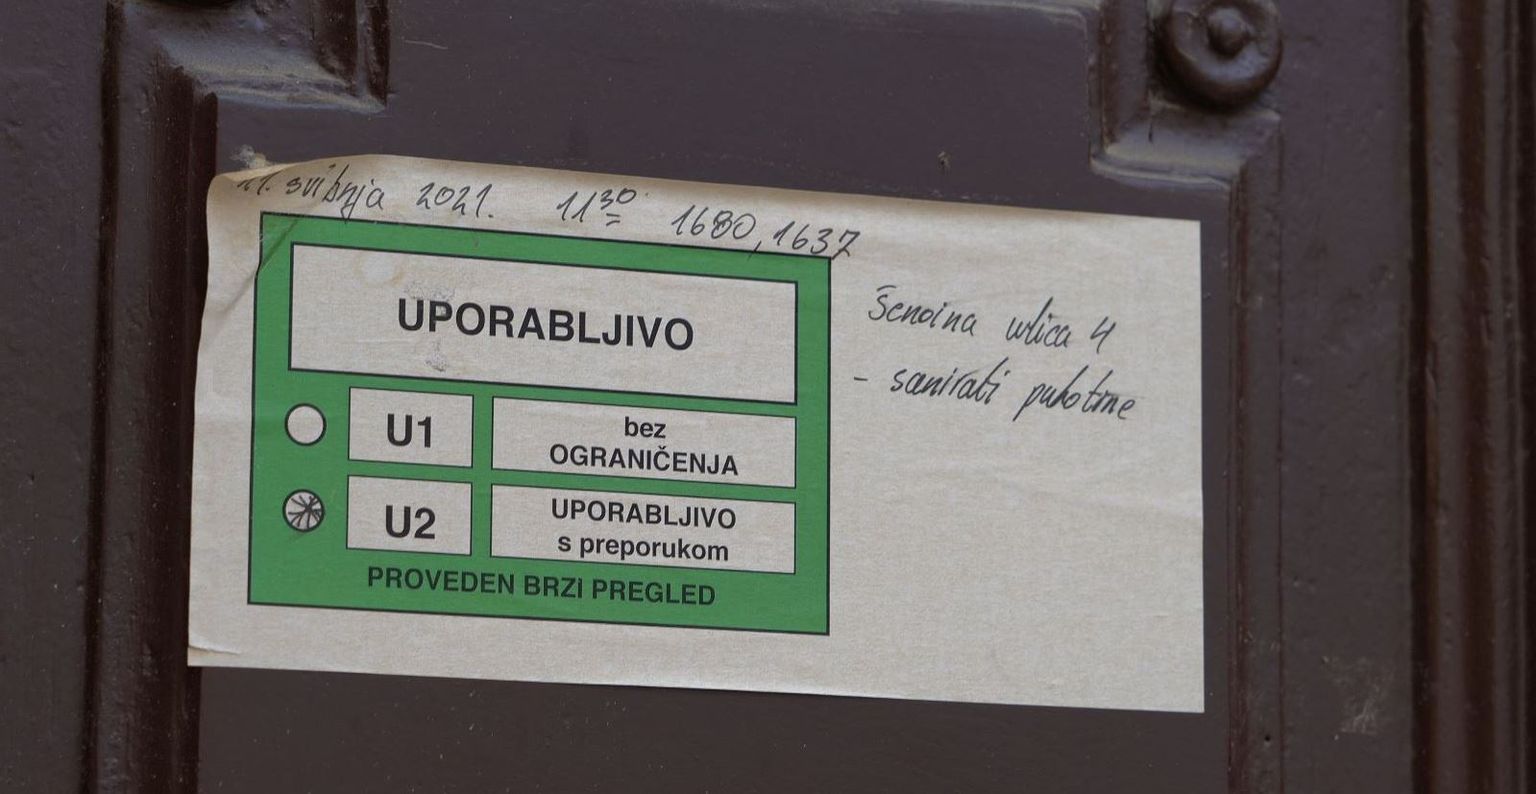 svibnja 2021. 11³⁰ 1680, 1637
UPORABLJIVO
U1
bez
OGRANIČENJA
U2
UPORABLJIVO
s preporukom
PROVEDEN BRZI PREGLED
Šenoina ulica 4
- sanirati pukotine